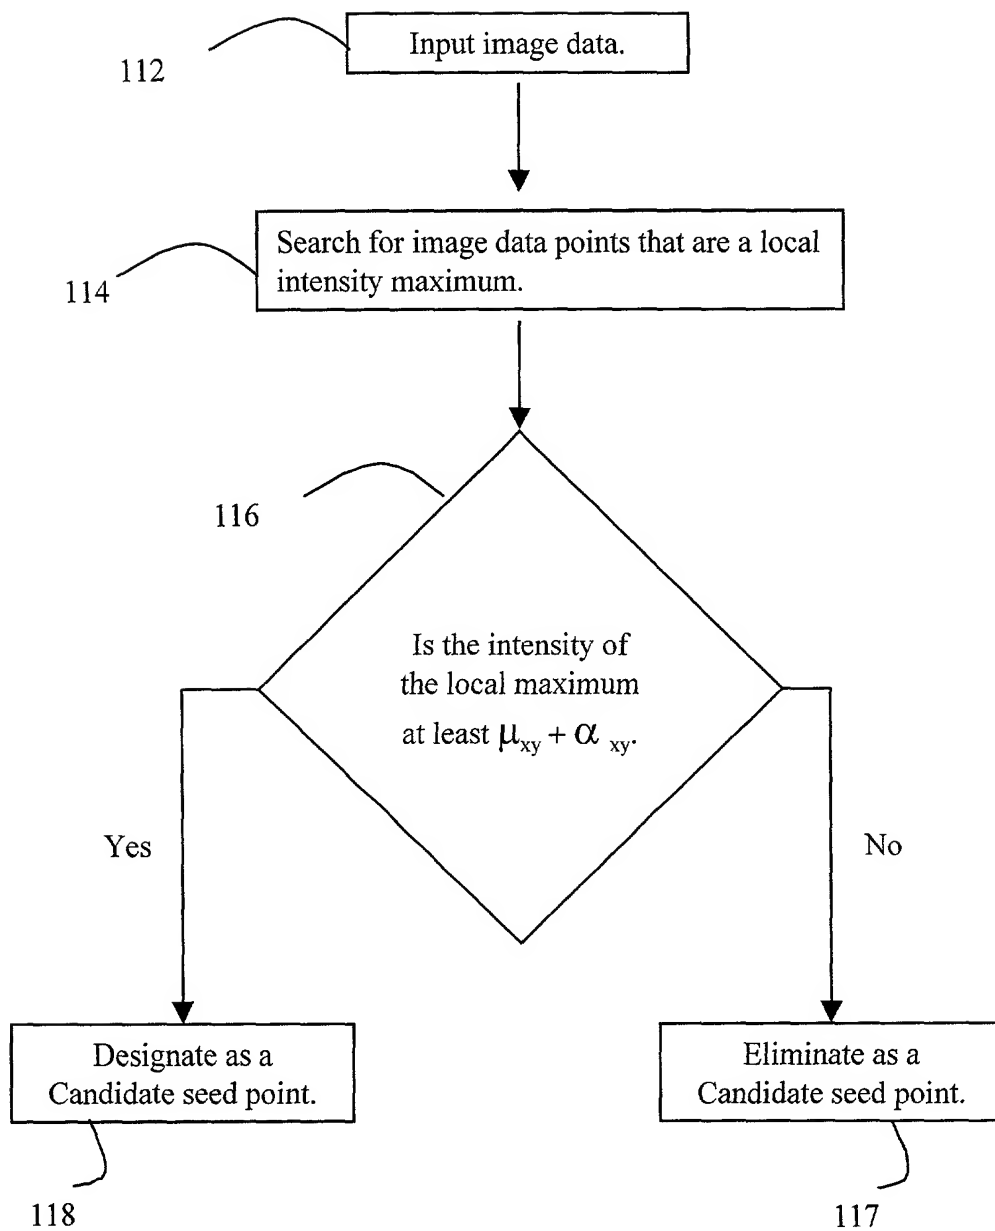 Input image data.
112
Search for image data points that are a local
intensity maximum.
114
116
Is the intensity of
the local maximum
at least μxy + α xy.
Yes
No
Designate as a
Candidate seed point.
Eliminate as a
Candidate seed point.
118
117